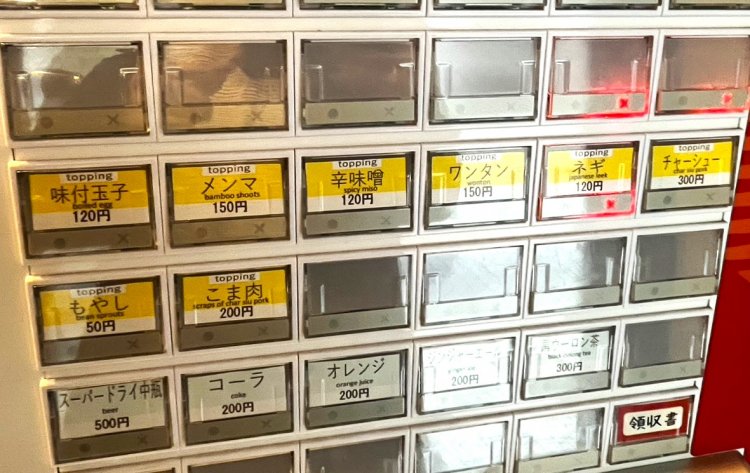 topping
味付玉子
boiled egg
120円
topping
メンマ
bamboo shoots
150円
topping
辛味噌
spicy miso
120円
topping
ワンタン
wonton
150円
topping
ネギ
japanese leek
120円
topping
チャーシュー
char siu pork
300円
topping
もやし
bean sprouts
50円
topping
こま肉
scraps of char siu pork
200円
スーパードライ中瓶
beer
500円
コーラ
coke
200円
オレンジ
orange juice
200円
ジンジャーエール
ginger ale
200円
黒ウーロン茶
black oolong tea
300円
領収書